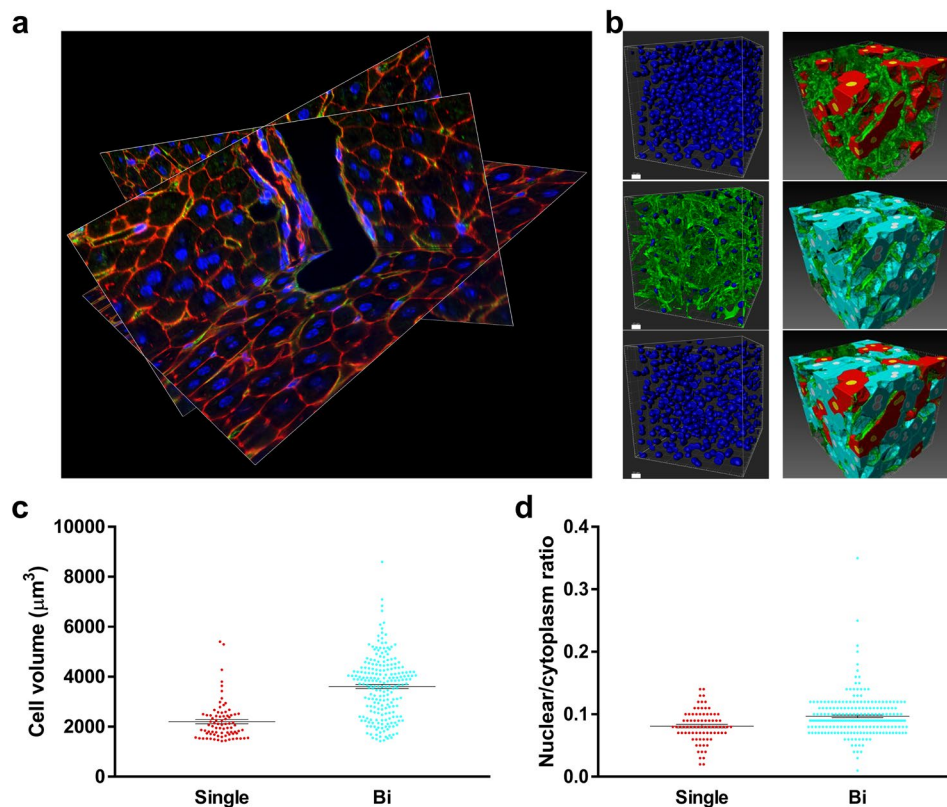 a
b
c
10000
8000
6000
4000
2000
0
Cell volume (μm³)
Single
Bi
d
0.4
0.3
0.2
0.1
0.0
Nuclear/cytoplasm ratio
Single
Bi